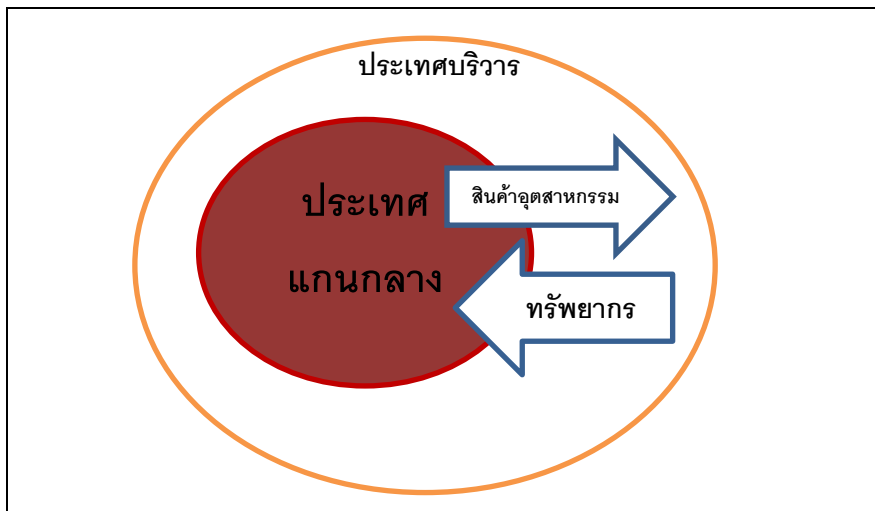 ประเทศบริวาร
ประเทศ
แกนกลาง
สินค้าอุตสาหกรรม
ทรัพยากร